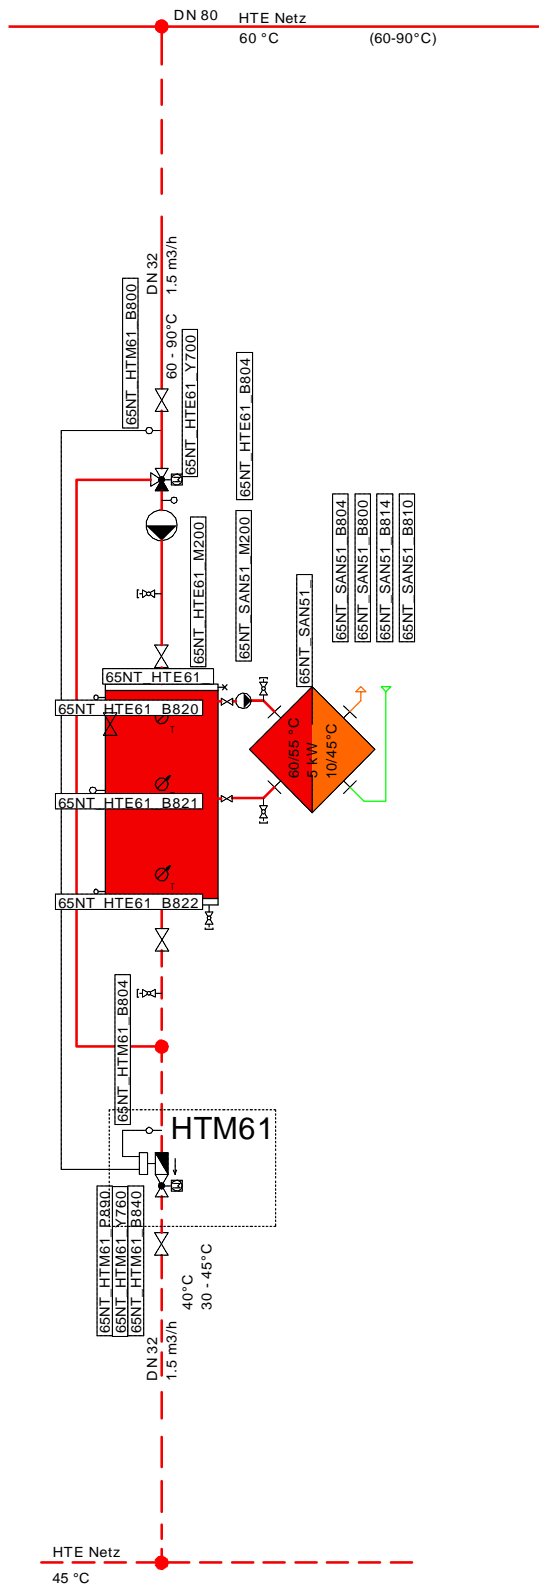 DN 80
HTE Netz
60 °C
(60-90°C)
DN 32
1.5 m3/h
60 - 90°C
65NT_HTM61_B800
65NT_HTE61_Y700
65NT_HTE61_B804
65NT_HTE61_M200
65NT_SAN51_M200
65NT_SAN51_
65NT_SAN51_B804
65NT_SAN51_B800
65NT_SAN51_B814
65NT_SAN51_B810
65NT_HTE61_
65NT_HTE61_B820
T
60/55 °C
5 kW
10/45°C
65NT_HTE61_B821
T
T
65NT_HTE61_B822
65NT_HTM61_B804
HTM61
65NT_HTM61_P890
65NT_HTM61_Y760
65NT_HTM61_B840
40°C
30 - 45°C
DN 32
1.5 m3/h
HTE Netz
45 °C